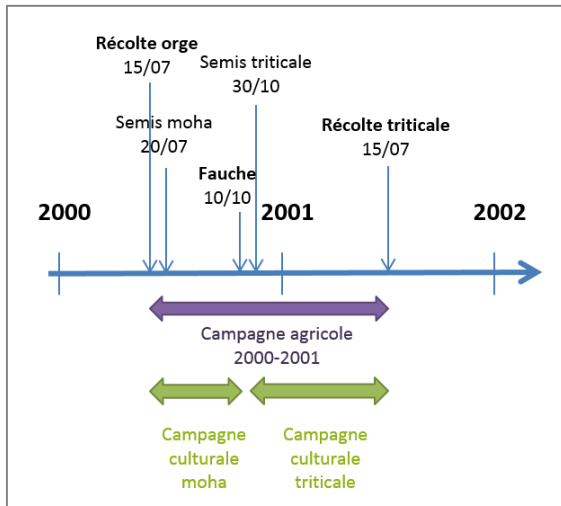 Récolte orge
15/07
Semis triticale
30/10
Semis moha
20/07
Récolte triticale
15/07
Fauche
10/10
2000
2001
2002
Campagne agricole
2000-2001
Campagne
culturale
moha
Campagne
culturale
triticale